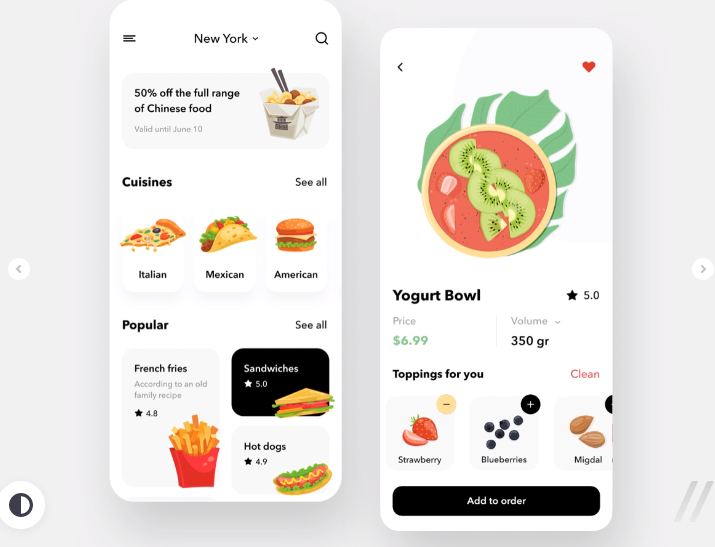 New York
50% off the full range
of Chinese food
Valid until June 10
Cuisines
See all
Italian
Mexican
American
Popular
See all
French fries
According to an old
family recipe
4.8
Sandwiches
5.0
Hot dogs
4.9
Yogurt Bowl
5.0
Price
Volume
$6.99
350 gr
Toppings for you
Clean
Strawberry
Blueberries
Migdal
Add to order